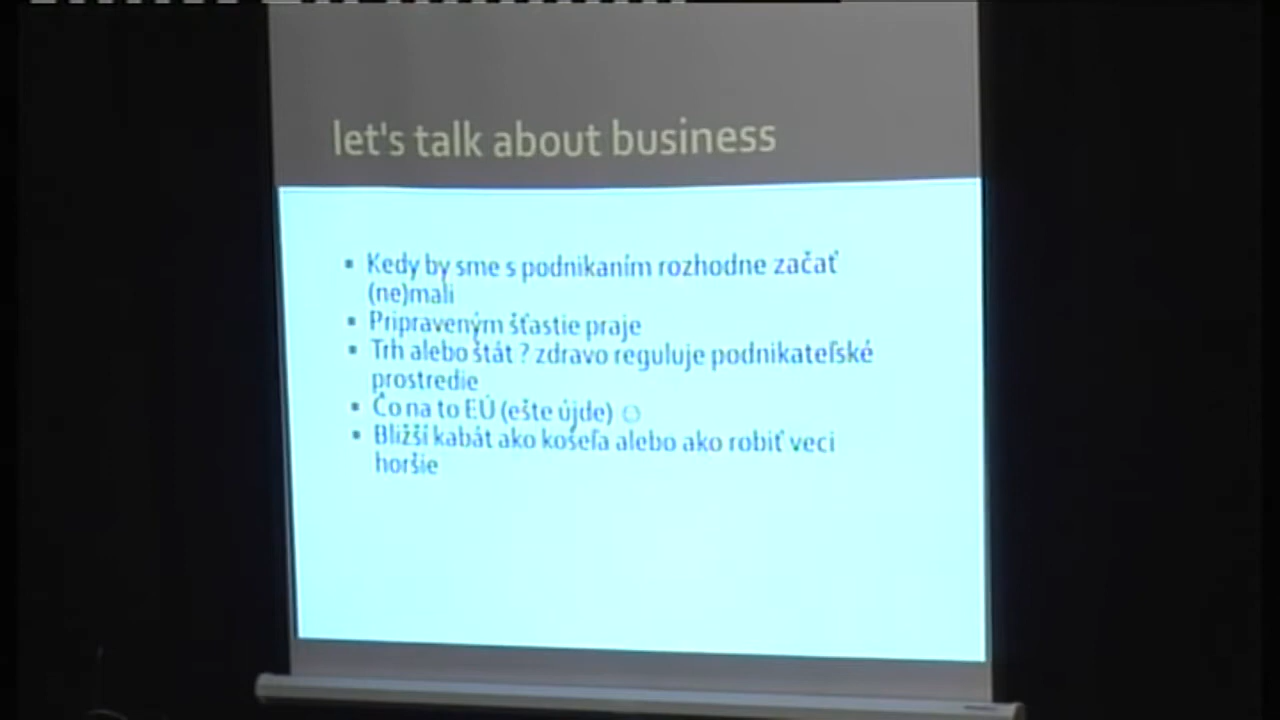 let's talk about business
Kedy by sme s podnikaním rozhodne začať
(ne)mali
Pripraveným šťastie praje
Trh alebo štát ? zdravo reguluje podnikateľské
prostredie
Čo na to EÚ (ešte újde)
Bližší kabát ako košeľa alebo ako robiť veci
horšie